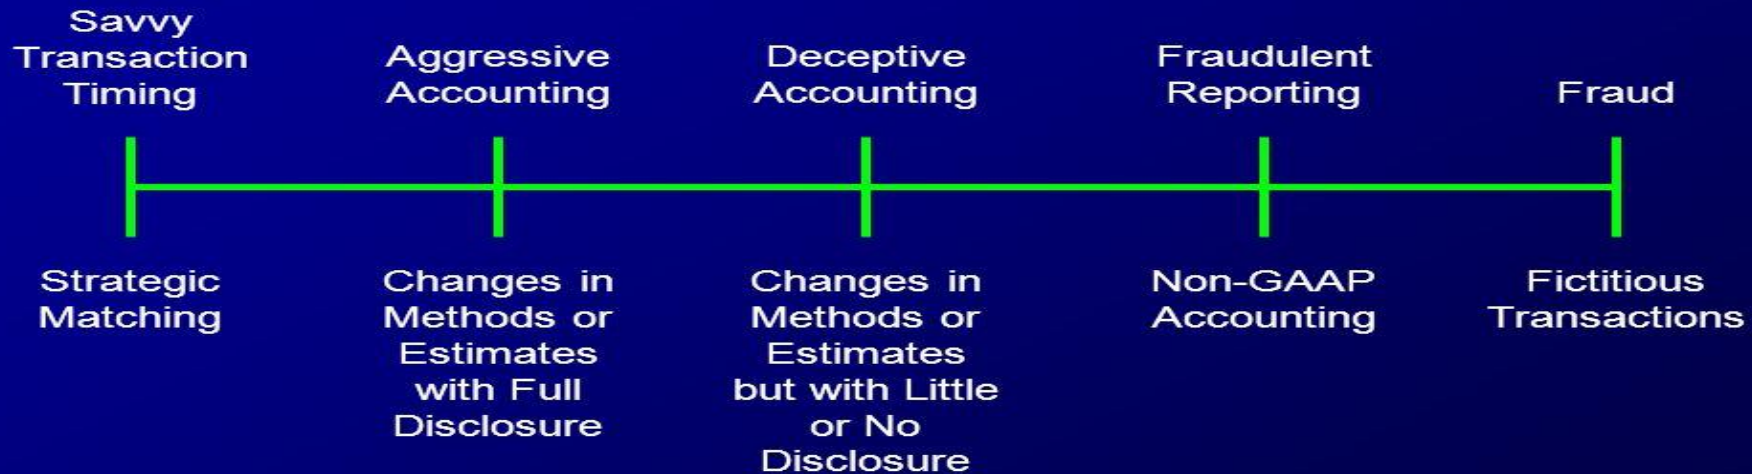 Savvy
Transaction
Timing
Aggressive
Accounting
Deceptive
Accounting
Fraudulent
Reporting
Fraud
Strategic
Matching
Changes in
Methods or
Estimates
with Full
Disclosure
Changes in
Methods or
Estimates
but with Little
or No
Disclosure
Non-GAAP
Accounting
Fictitious
Transactions